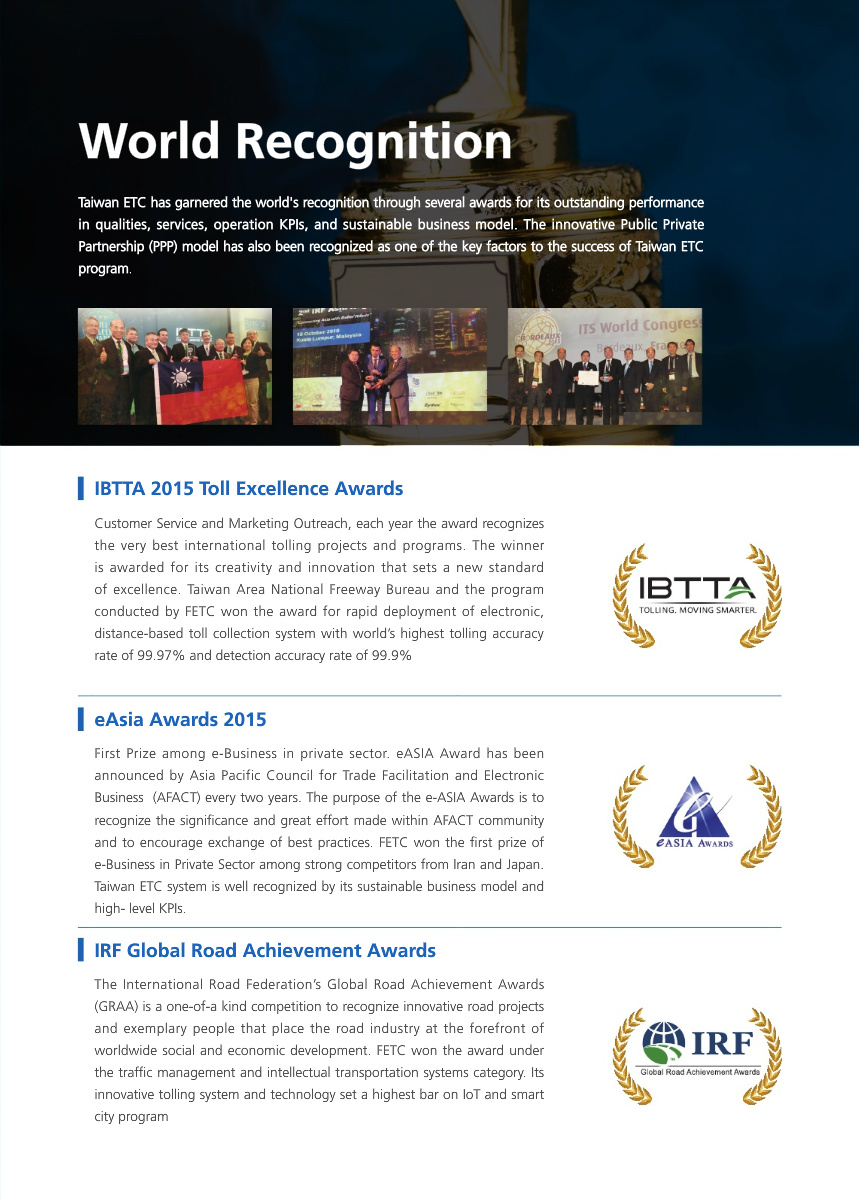 World Recognition
Taiwan ETC has garnered the world's recognition through several awards for its outstanding performance
in qualities, services, operation KPIs, and sustainable business model. The innovative Public Private
Partnership (PPP) model has also been recognized as one of the key factors to the success of Taiwan ETC
program.
2nd IRF Asia
18 October 2016
Kuala Lumpur, Malaysia
ITS World Congress
BORDEAUX
Bordeaux, France
IBTTA 2015 Toll Excellence Awards
Customer Service and Marketing Outreach, each year the award recognizes
the very best international tolling projects and programs. The winner
is awarded for its creativity and innovation that sets a new standard
of excellence. Taiwan Area National Freeway Bureau and the program
conducted by FETC won the award for rapid deployment of electronic,
distance-based toll collection system with world’s highest tolling accuracy
rate of 99.97% and detection accuracy rate of 99.9%
IBTTA
TOLLING. MOVING SMARTER.
eAsia Awards 2015
First Prize among e-Business in private sector. eASIA Award has been
announced by Asia Pacific Council for Trade Facilitation and Electronic
Business (AFACT) every two years. The purpose of the e-ASIA Awards is to
recognize the significance and great effort made within AFACT community
and to encourage exchange of best practices. FETC won the first prize of
e-Business in Private Sector among strong competitors from Iran and Japan.
Taiwan ETC system is well recognized by its sustainable business model and
high- level KPIs.
eASIA AWARDS
IRF Global Road Achievement Awards
The International Road Federation’s Global Road Achievement Awards
(GRAA) is a one-of-a kind competition to recognize innovative road projects
and exemplary people that place the road industry at the forefront of
worldwide social and economic development. FETC won the award under
the traffic management and intellectual transportation systems category. Its
innovative tolling system and technology set a highest bar on IoT and smart
city program
IRF
Global Road Achievement Awards